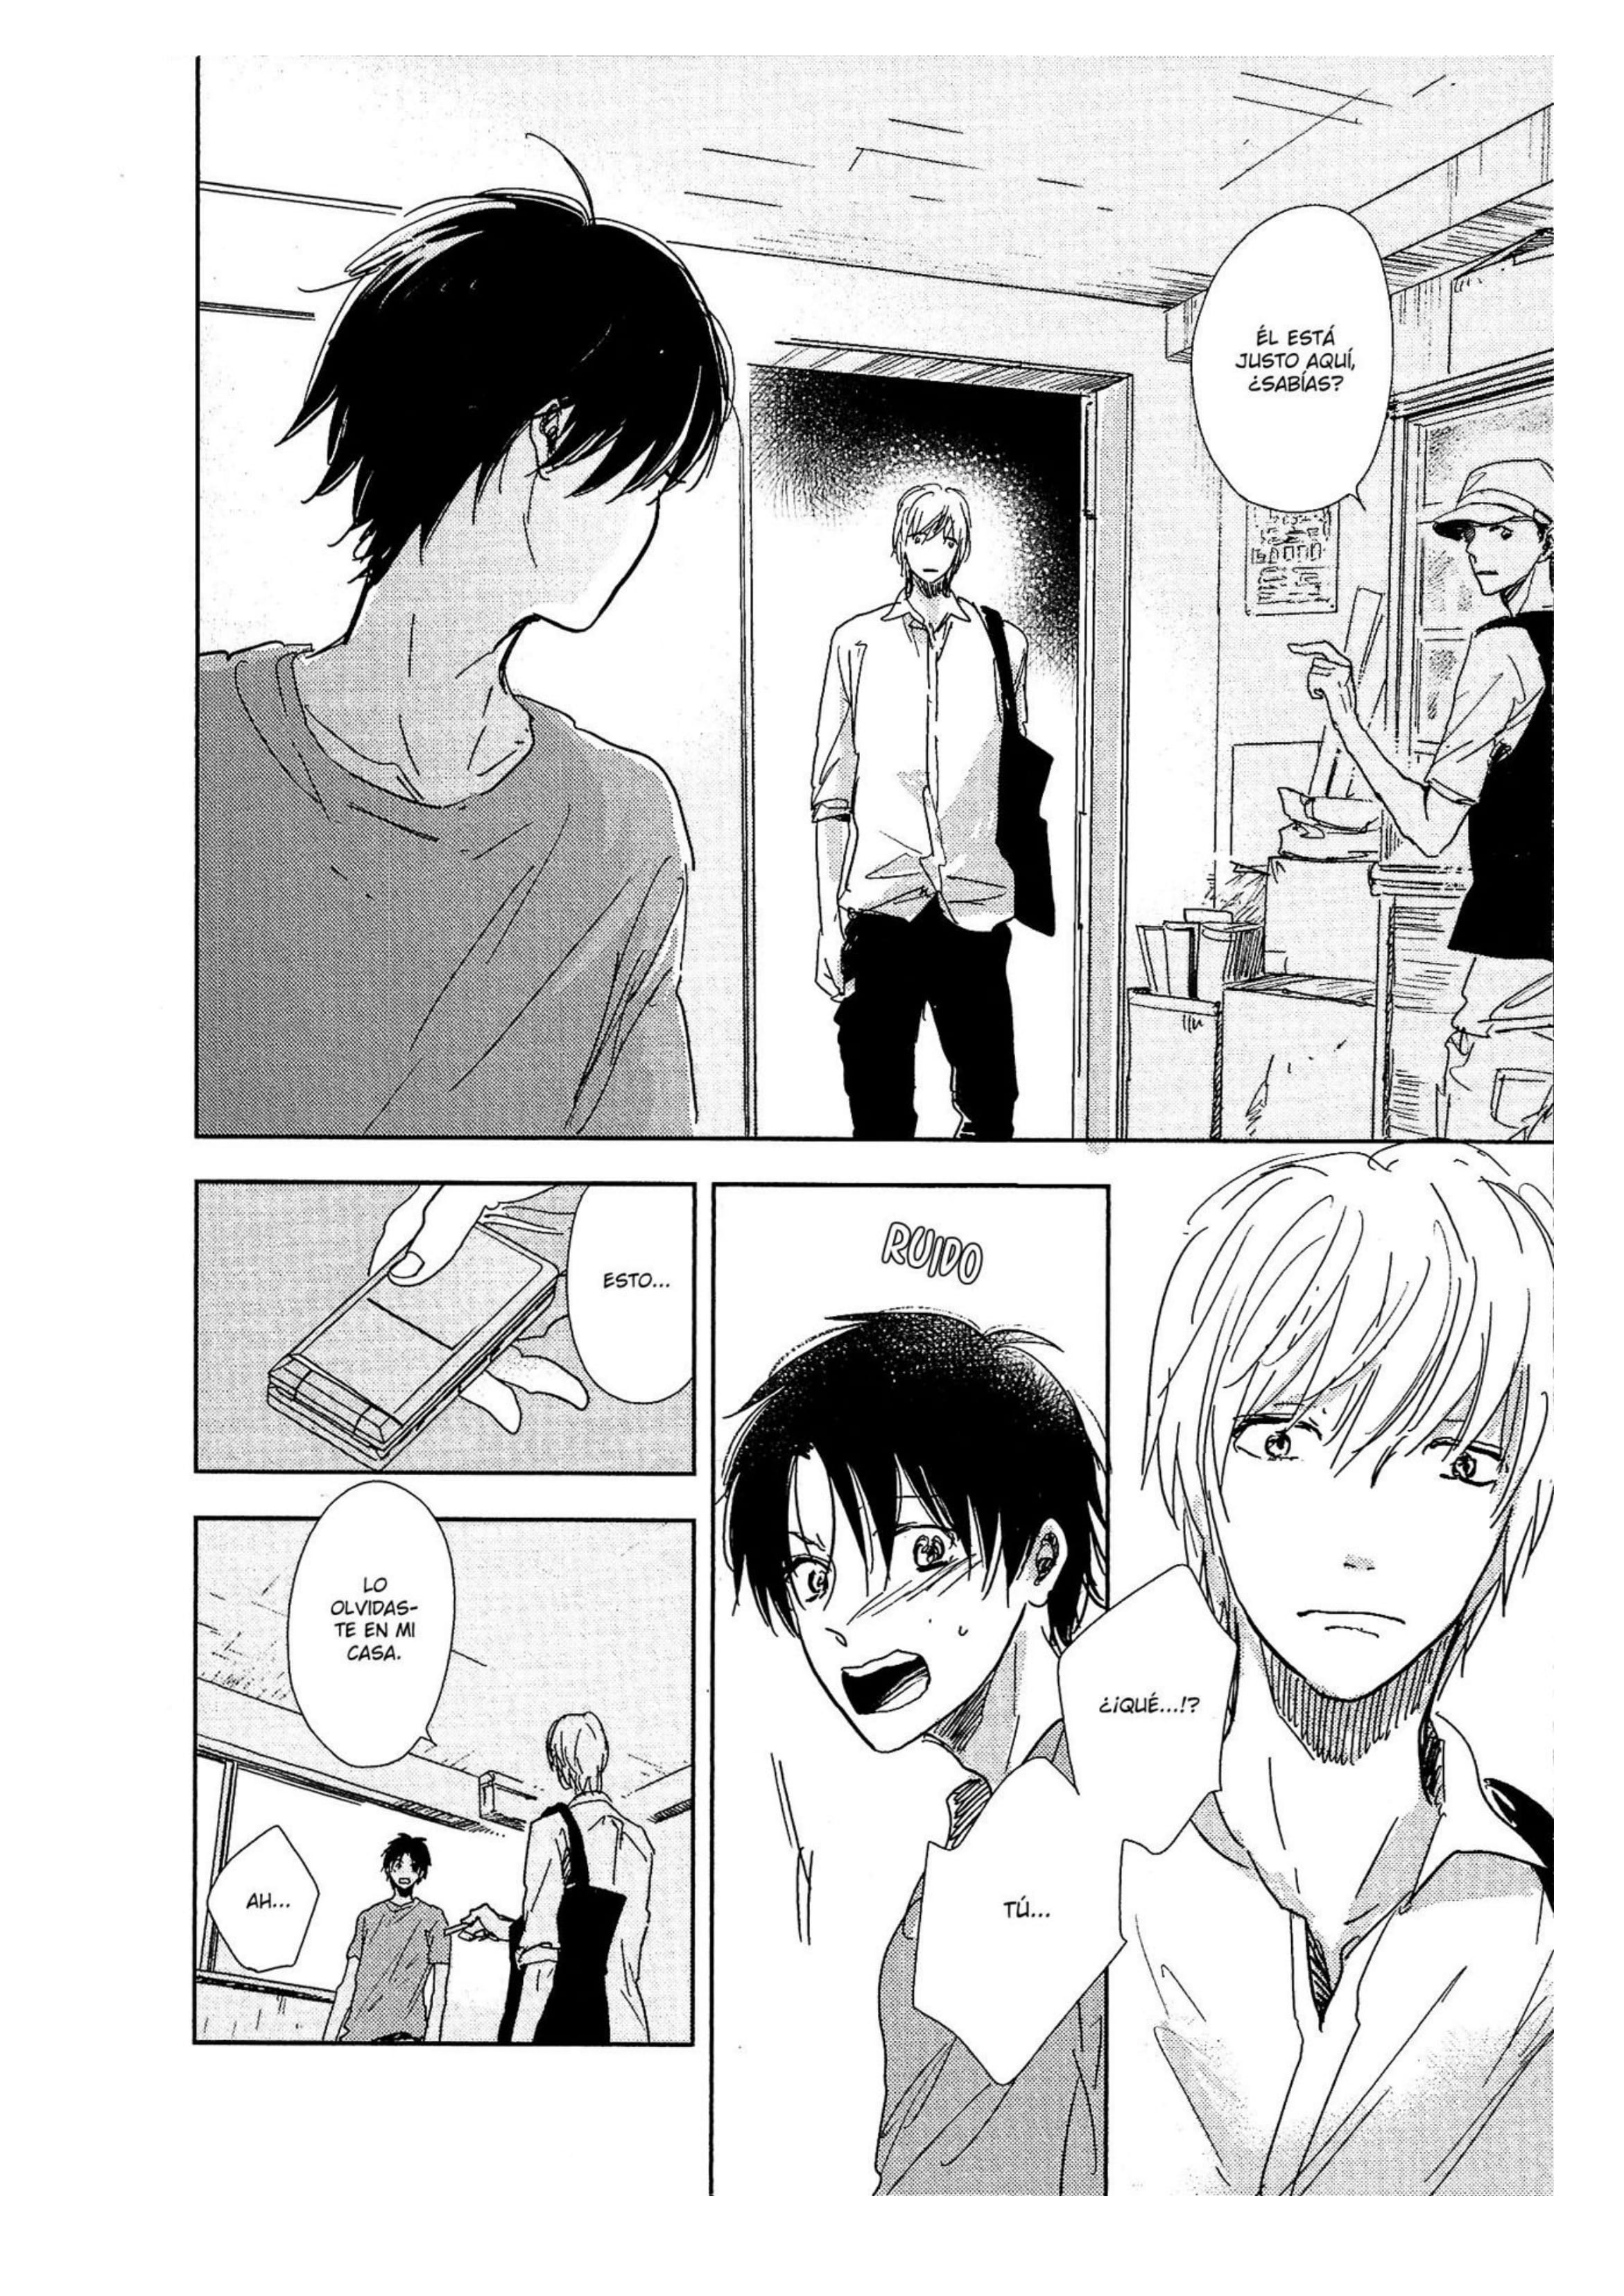 ÉL ESTÁ
JUSTO AQUÍ,
¿SABÍAS?
RUIDO
¿¡QUÉ...!?
TÚ...
ESTO...
LO
OLVIDAS-
TE EN MI
CASA.
AH...